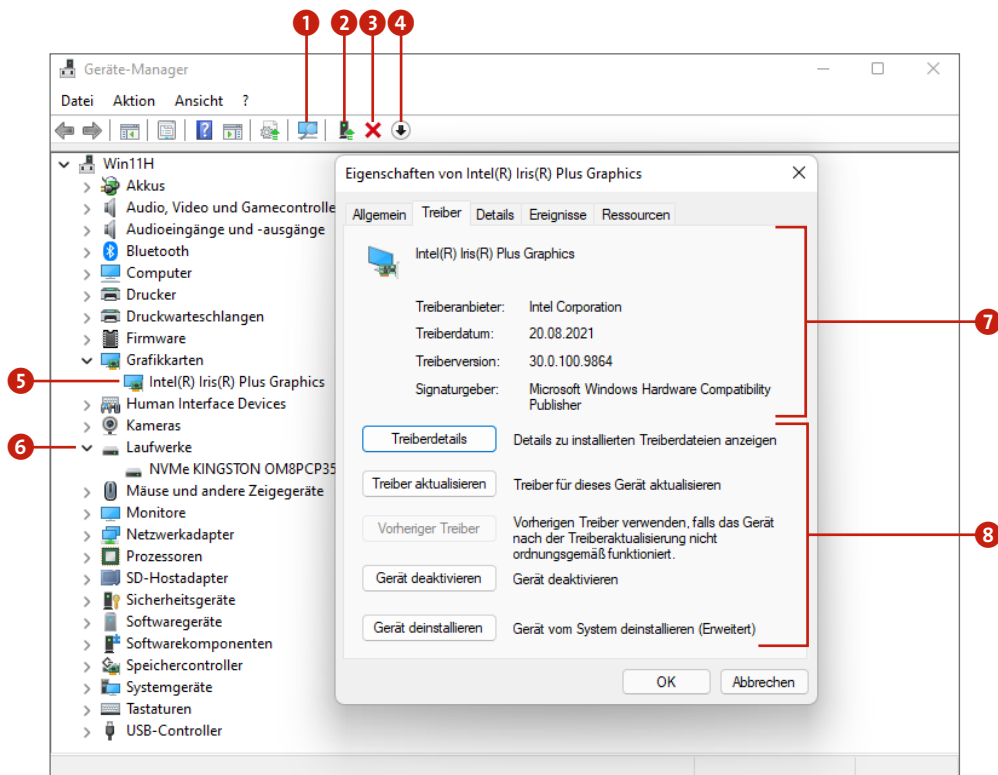 1 2 3 4
Geräte-Manager
Datei Aktion Ansicht ?
Win11H
Akkus
Audio, Video und Gamecontrolle
Audioeingänge und -ausgänge
Bluetooth
Computer
Drucker
Druckwarteschlangen
Firmware
Grafikkarten
5 Intel(R) Iris(R) Plus Graphics
Human Interface Devices
Kameras
6 Laufwerke
NVMe KINGSTON OM8PCP35
Mäuse und andere Zeigegeräte
Monitore
Netzwerkadapter
Prozessoren
SD-Hostadapter
Sicherheitsgeräte
Softwaregeräte
Softwarekomponenten
Speichercontroller
Systemgeräte
Tastaturen
USB-Controller
Eigenschaften von Intel(R) Iris(R) Plus Graphics
Allgemein Treiber Details Ereignisse Ressourcen
Intel(R) Iris(R) Plus Graphics
Treiberanbieter: Intel Corporation
Treiberdatum: 20.08.2021
7
Treiberversion: 30.0.100.9864
Signaturgeber: Microsoft Windows Hardware Compatibility
Publisher
Treiberdetails Details zu installierten Treiberdateien anzeigen
Treiber aktualisieren Treiber für dieses Gerät aktualisieren
Vorheriger Treiber Vorherigen Treiber verwenden, falls das Gerät
nach der Treiberaktualisierung nicht
ordnungsgemäß funktioniert.
8
Gerät deaktivieren Gerät deaktivieren
Gerät deinstallieren Gerät vom System deinstallieren (Erweitert)
OK Abbrechen